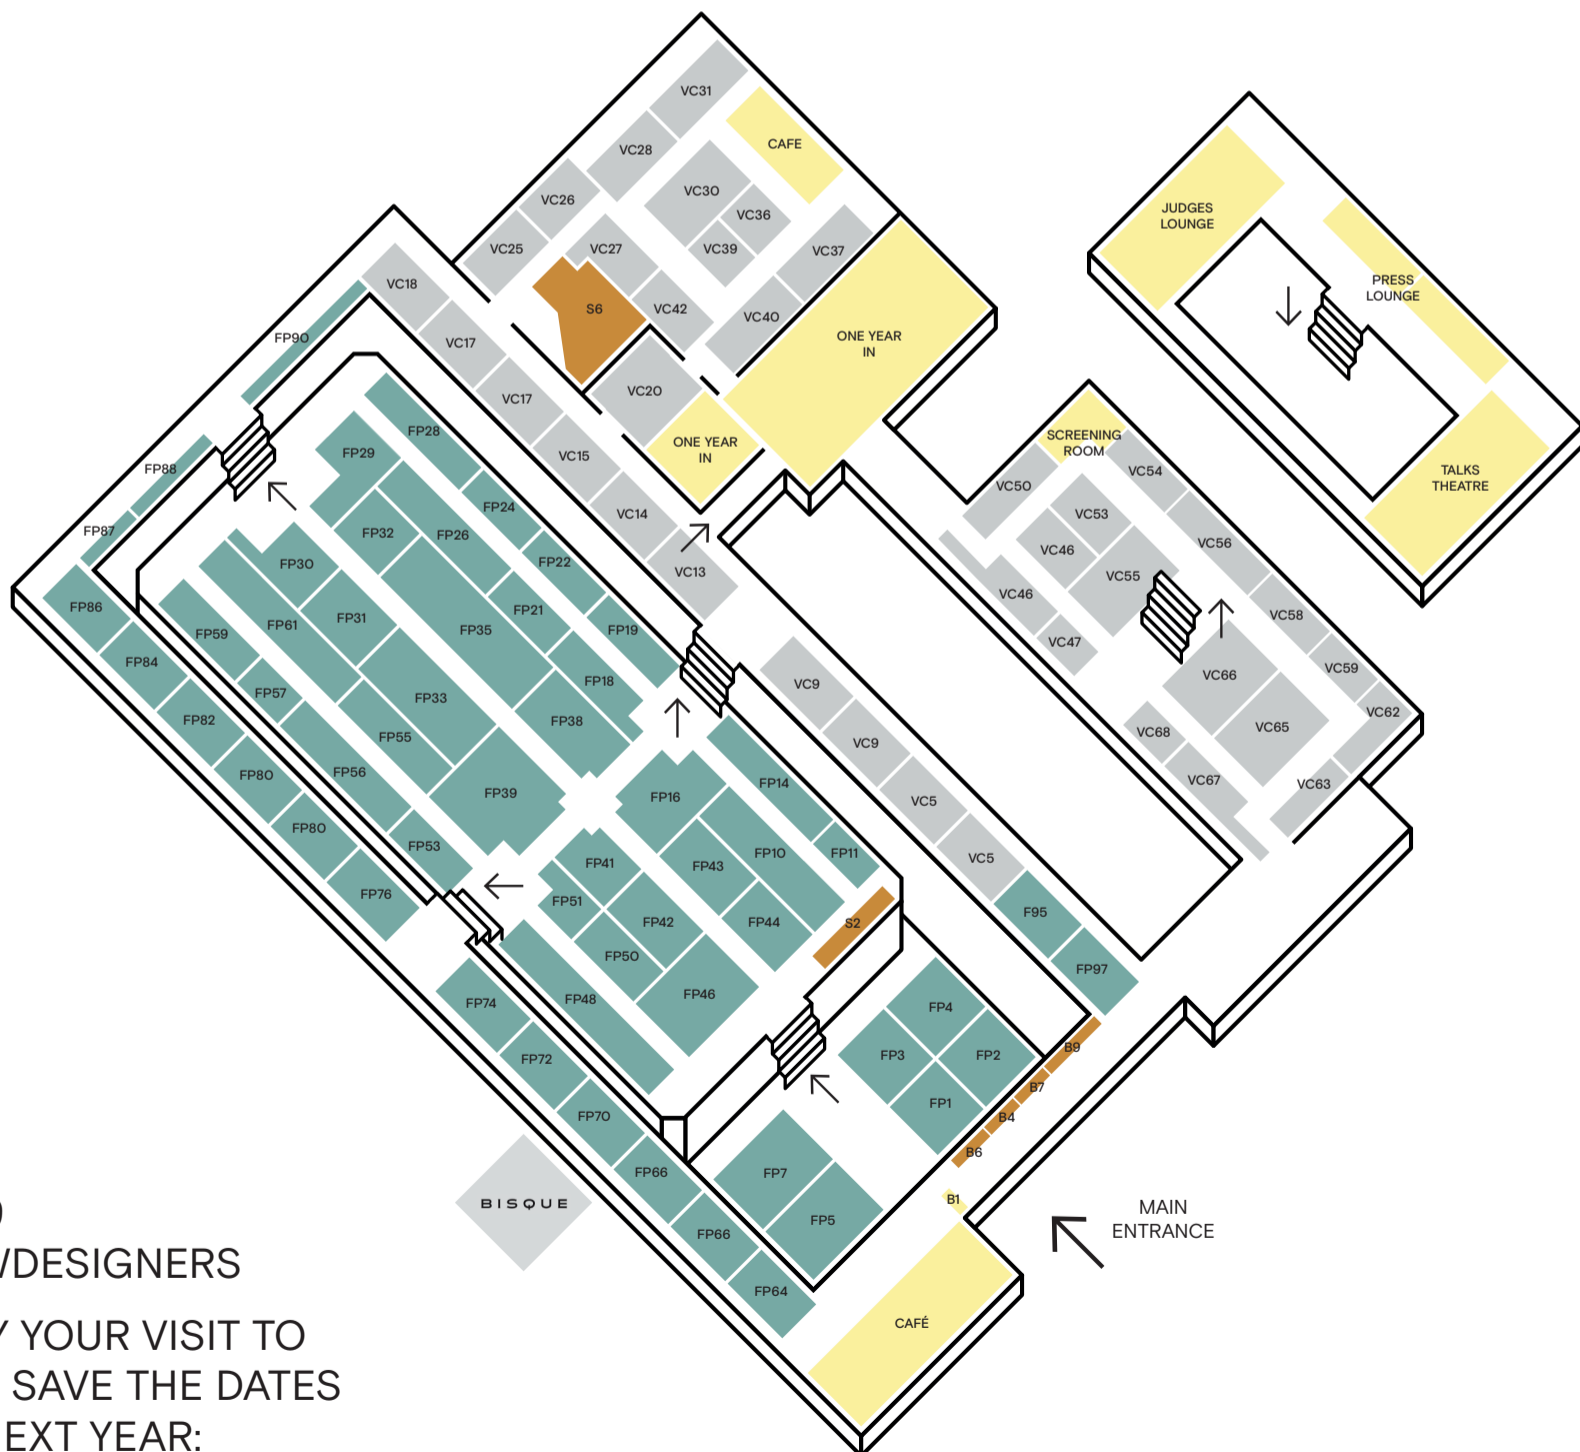 VC31
CAFE
VC28
VC30
VC26
VC36
VC25
VC27
VC39
VC37
JUDGES
LOUNGE
PRESS
LOUNGE
TALKS
THEATRE
VC18
S6
VC42
VC40
ONE YEAR
IN
FP90
VC17
VC20
VC17
ONE YEAR
IN
VC15
VC14
VC13
SCREENING
ROOM
VC54
VC50
VC53
VC56
VC46
VC55
VC46
VC58
VC47
VC59
VC66
VC62
VC65
VC68
VC67
VC63
FP28
FP29
FP88
FP87
FP24
FP26
FP32
FP22
FP30
FP21
FP19
FP86
FP31
FP35
FP59
FP61
FP18
FP84
FP57
FP33
FP38
FP82
FP55
FP56
FP39
FP80
FP80
FP53
FP76
VC9
VC9
VC5
VC5
F95
FP97
FP14
FP16
FP10
FP11
FP43
FP41
FP51
FP42
FP44
S2
FP50
FP46
FP48
FP74
FP72
FP70
FP66
FP66
FP64
FP4
FP3
FP2
FP1
B9
B7
B4
B6
B1
FP7
FP5
MAIN
ENTRANCE
CAFÉ
BISQUE
DESIGNERS
YOUR VISIT TO
SAVE THE DATES
EXT YEAR: